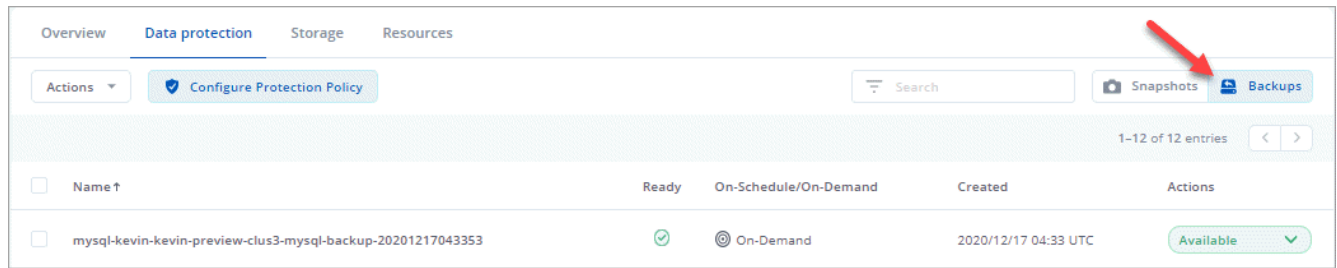 Overview Data protection Storage Resources
Actions Configure Protection Policy Search Snapshots Backups
1–12 of 12 entries
Name↑ Ready On-Schedule/On-Demand Created Actions
mysql-kevin-kevin-preview-clus3-mysql-backup-20201217043353 On-Demand 2020/12/17 04:33 UTC Available